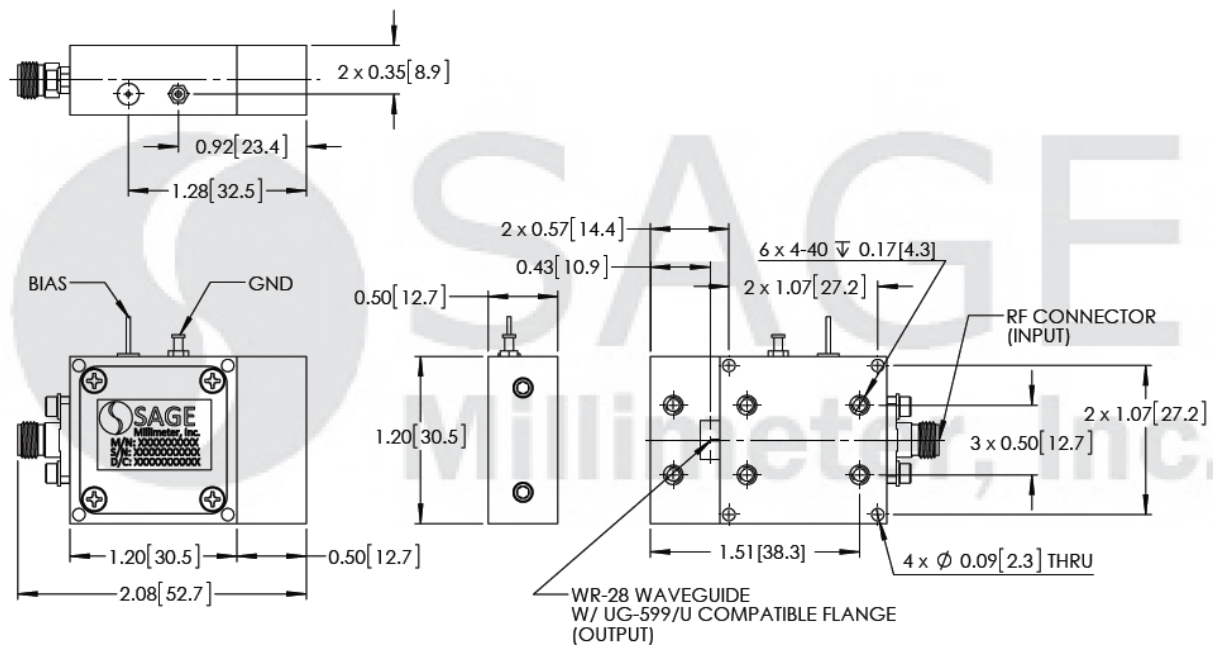 2 x 0.35[8.9]
0.92[23.4]
1.28[32.5]
SAGE
Millimeter, Inc.
BIAS
GND
0.50[12.7]
2 x 0.57[14.4]
0.43[10.9]
6 x 4-40 ↧ 0.17[4.3]
2 x 1.07[27.2]
RF CONNECTOR
(INPUT)
SAGE
Millimeter, Inc.
M/N: XXXXXXXXXX
S/N: XXXXXXXXXXX
D/C: XXXXXXXXXXX
1.20[30.5]
2 x 1.07[27.2]
3 x 0.50[12.7]
1.20[30.5]
0.50[12.7]
2.08[52.7]
1.51[38.3]
4 x Ø 0.09[2.3] THRU
WR-28 WAVEGUIDE
W/ UG-599/U COMPATIBLE FLANGE
(OUTPUT)